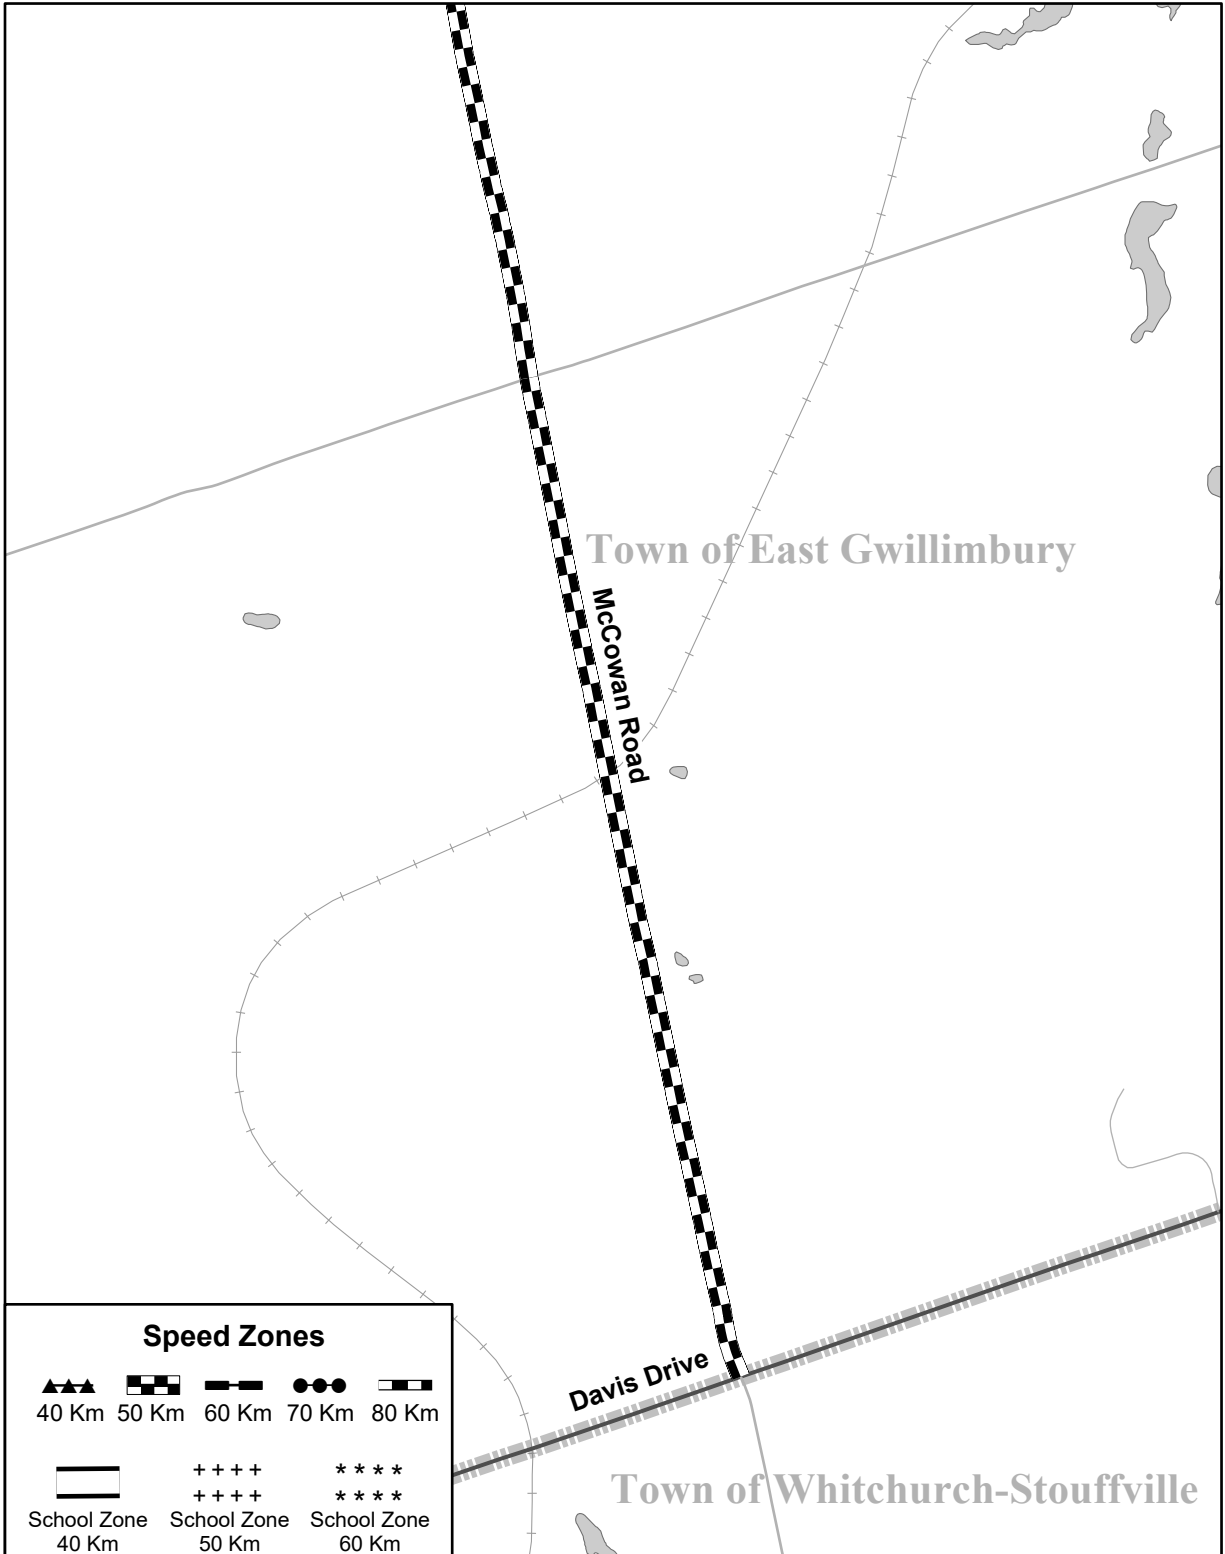 Town of East Gwillimbury
McCowan Road
Davis Drive
Town of Whitchurch-Stouffville
Speed Zones
40 Km 50 Km 60 Km 70 Km 80 Km
++++ ****
++++ ****
School Zone School Zone School Zone
40 Km 50 Km 60 Km